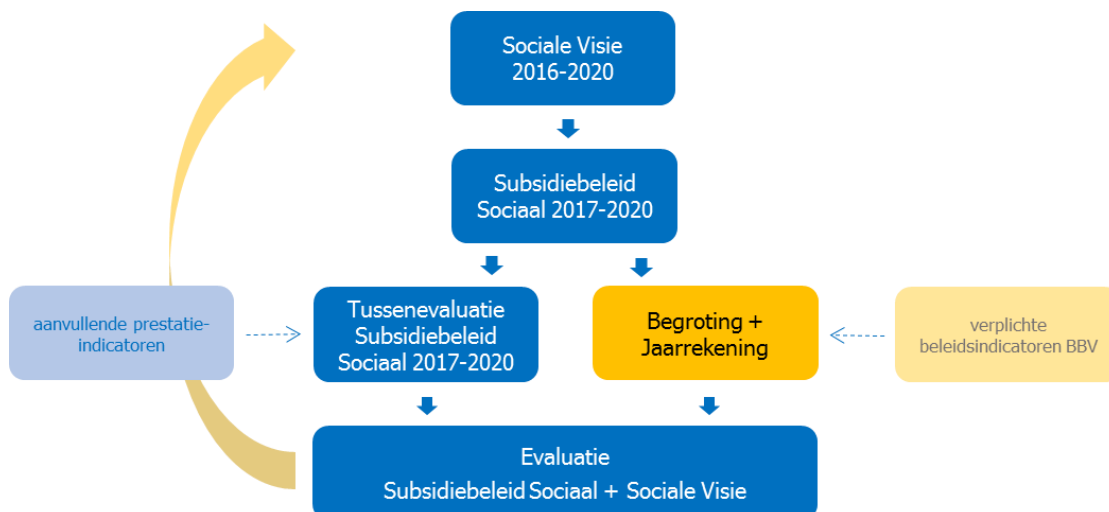 Sociale Visie
2016-2020
Subsidiebeleid
Sociaal 2017-2020
aanvullende prestatie-
indicatoren
Tussenevaluatie
Subsidiebeleid
Sociaal 2017-2020
Begroting +
Jaarrekening
verplichte
beleidsindicatoren BBV
Evaluatie
Subsidiebeleid Sociaal + Sociale Visie